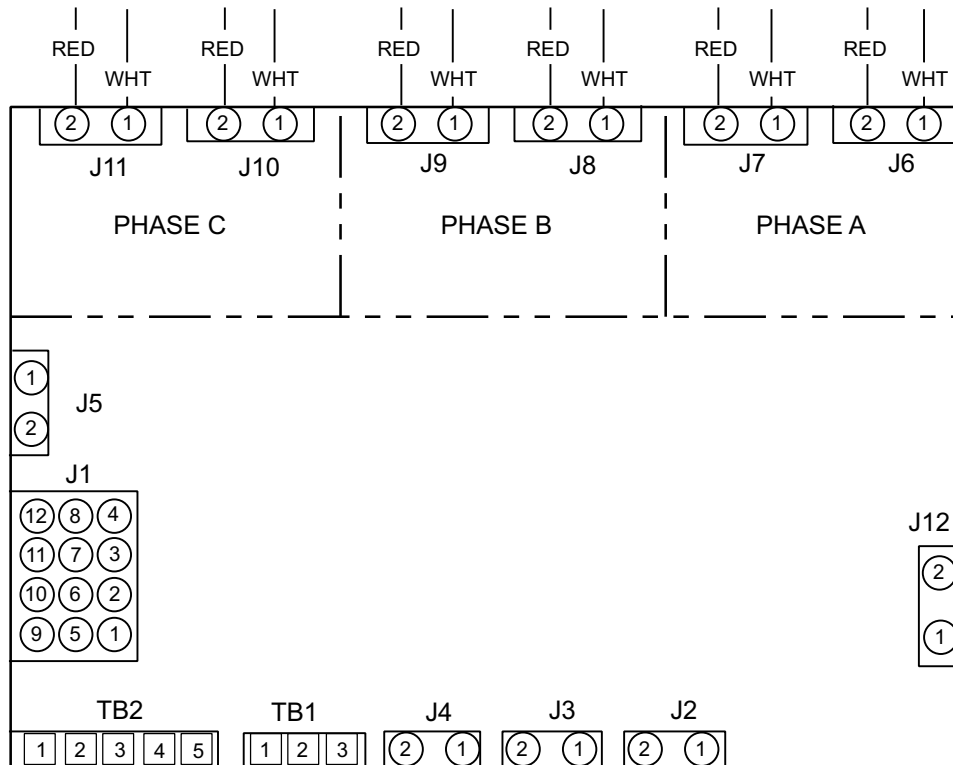 RED RED RED RED RED RED
WHT WHT WHT WHT WHT WHT
2 1 2 1 2 1 2 1 2 1 2 1
J11 J10 J9 J8 J7 J6
PHASE C PHASE B PHASE A
1
J5
2
J1
12 8 4
J12
11 7 3
2
10 6 2
9 5 1
1
TB2 TB1 J4 J3 J2
1 2 3 4 5 1 2 3 2 1 2 1 2 1